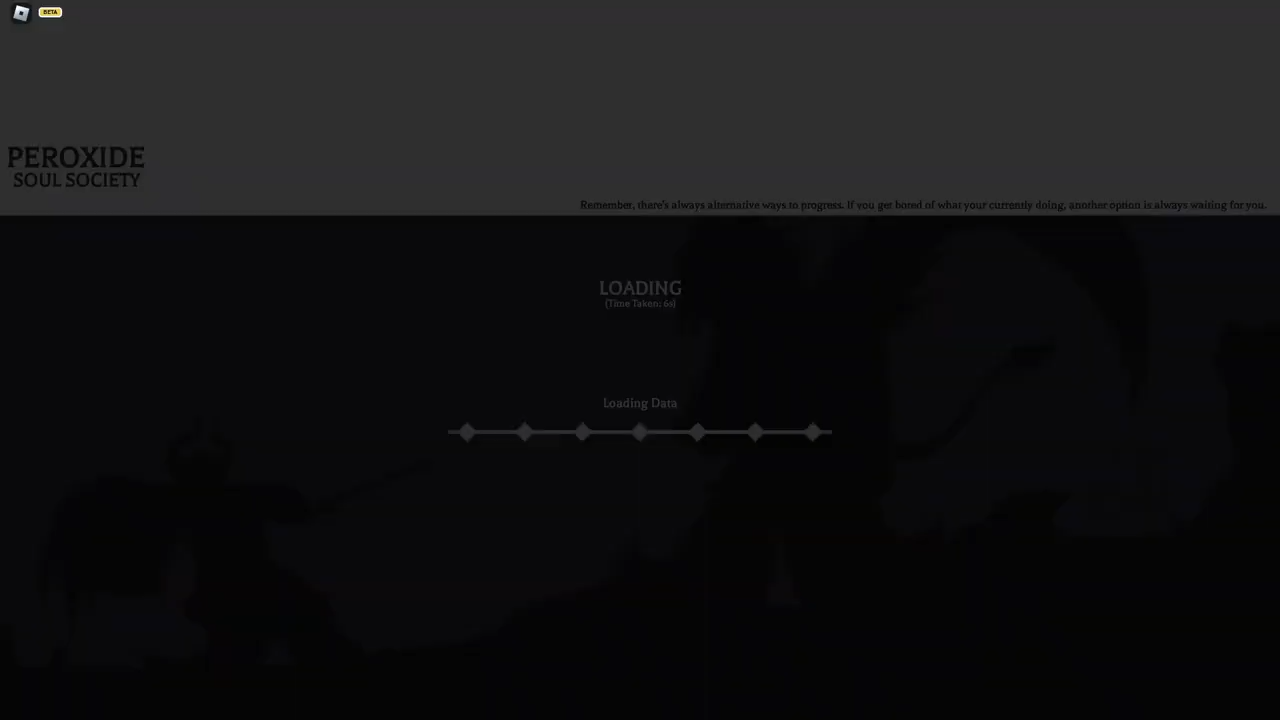 BETA
PEROXIDE
SOUL SOCIETY
Remember, there's always alternative ways to progress. If you get bored of what your currently doing, another option is always waiting for you.
LOADING
(Time Taken: 6s)
Loading Data